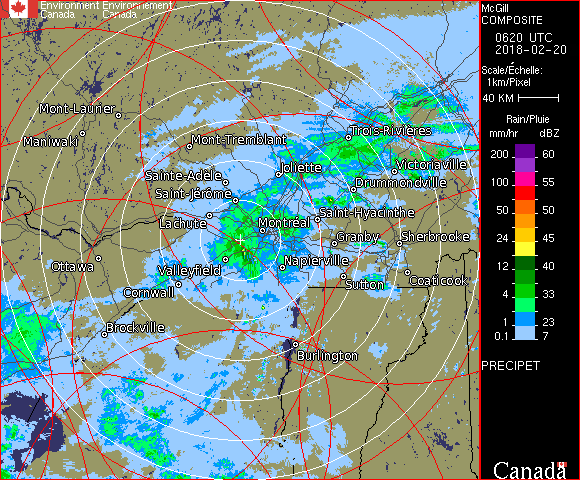 Environment Environnement
Canada Canada
Mont-Laurier
Maniwaki
Mont-Tremblant
Trois-Rivières
Joliette
Victoriaville
Sainte-Adèle
Drummondville
Saint-Jérôme
Saint-Hyacinthe
Lachute
Montréal
Granby
Sherbrooke
Ottawa
Valleyfield
Napierville
Cornwall
Sutton
Coaticook
Brockville
Burlington
McGill
COMPOSITE
0620 UTC
2018-02-20
Scale/Échelle:
1km/Pixel
40 KM
Rain/Pluie
mm/hr dBZ
200 60
100 55
50 50
24 45
12 40
4 33
1 23
0.1 7
PRECIPET
Canada